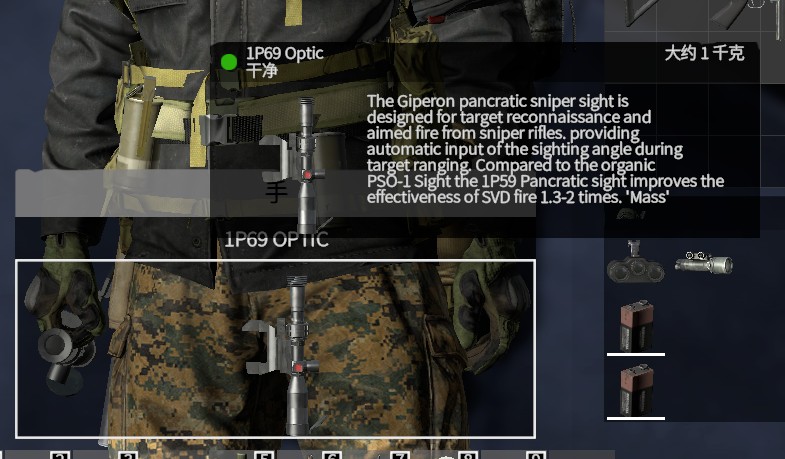 1P69 Optic
大约 1 千克
干净
The Giperon pancratic sniper sight is
designed for target reconnaissance and
aimed fire from sniper rifles, providing
automatic input of the sighting angle during
target ranging. Compared to the organic
PSO-1 Sight the 1P59 Pancratic sight improves the
effectiveness of SVD fire 1.3-2 times. 'Mass'
手
1P69 OPTIC